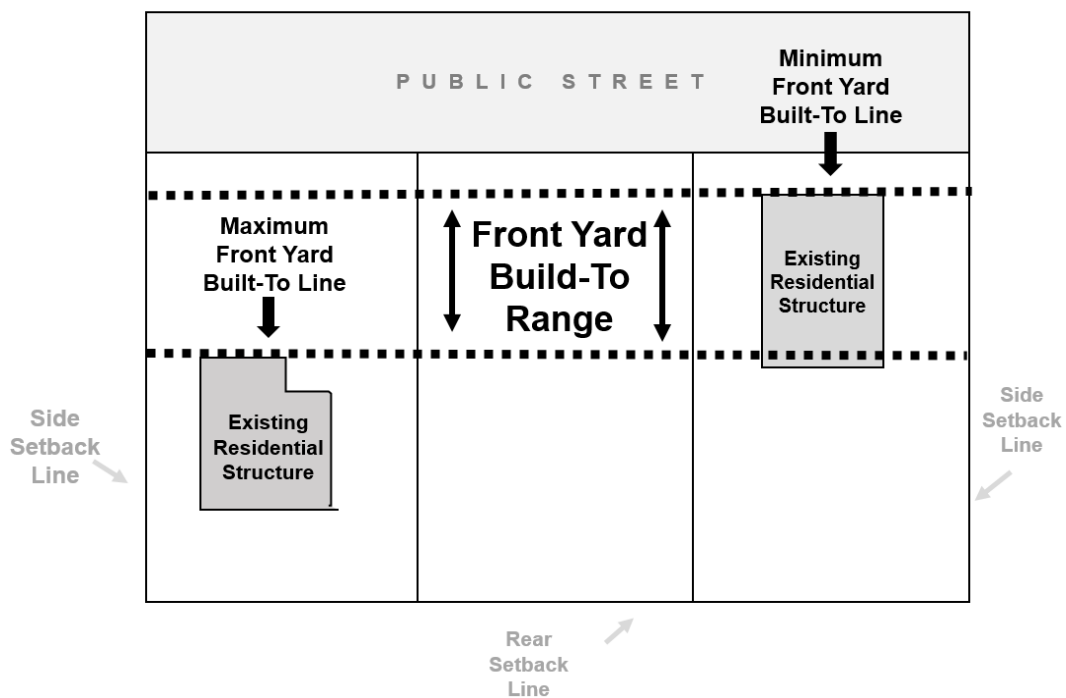 PUBLIC STREET
Minimum
Front Yard
Built-To Line
Maximum
Front Yard
Built-To Line
Front Yard
Build-To
Range
Existing
Residential
Structure
Existing
Residential
Structure
Side
Setback
Line
Side
Setback
Line
Rear
Setback
Line